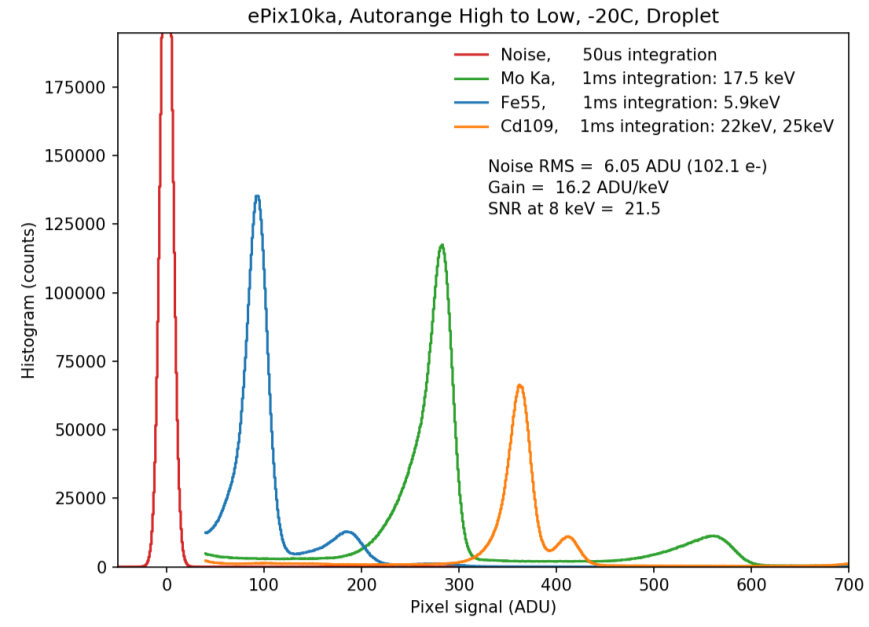 ePix10ka, Autorange High to Low, -20C, Droplet
Noise, 50us integration
Mo Ka, 1ms integration: 17.5 keV
Fe55, 1ms integration: 5.9keV
Cd109, 1ms integration: 22keV, 25keV
Noise RMS = 6.05 ADU (102.1 e-)
Gain = 16.2 ADU/keV
SNR at 8 keV = 21.5
Histogram (counts)
175000
150000
125000
100000
75000
50000
25000
0
0 100 200 300 400 500 600 700
Pixel signal (ADU)